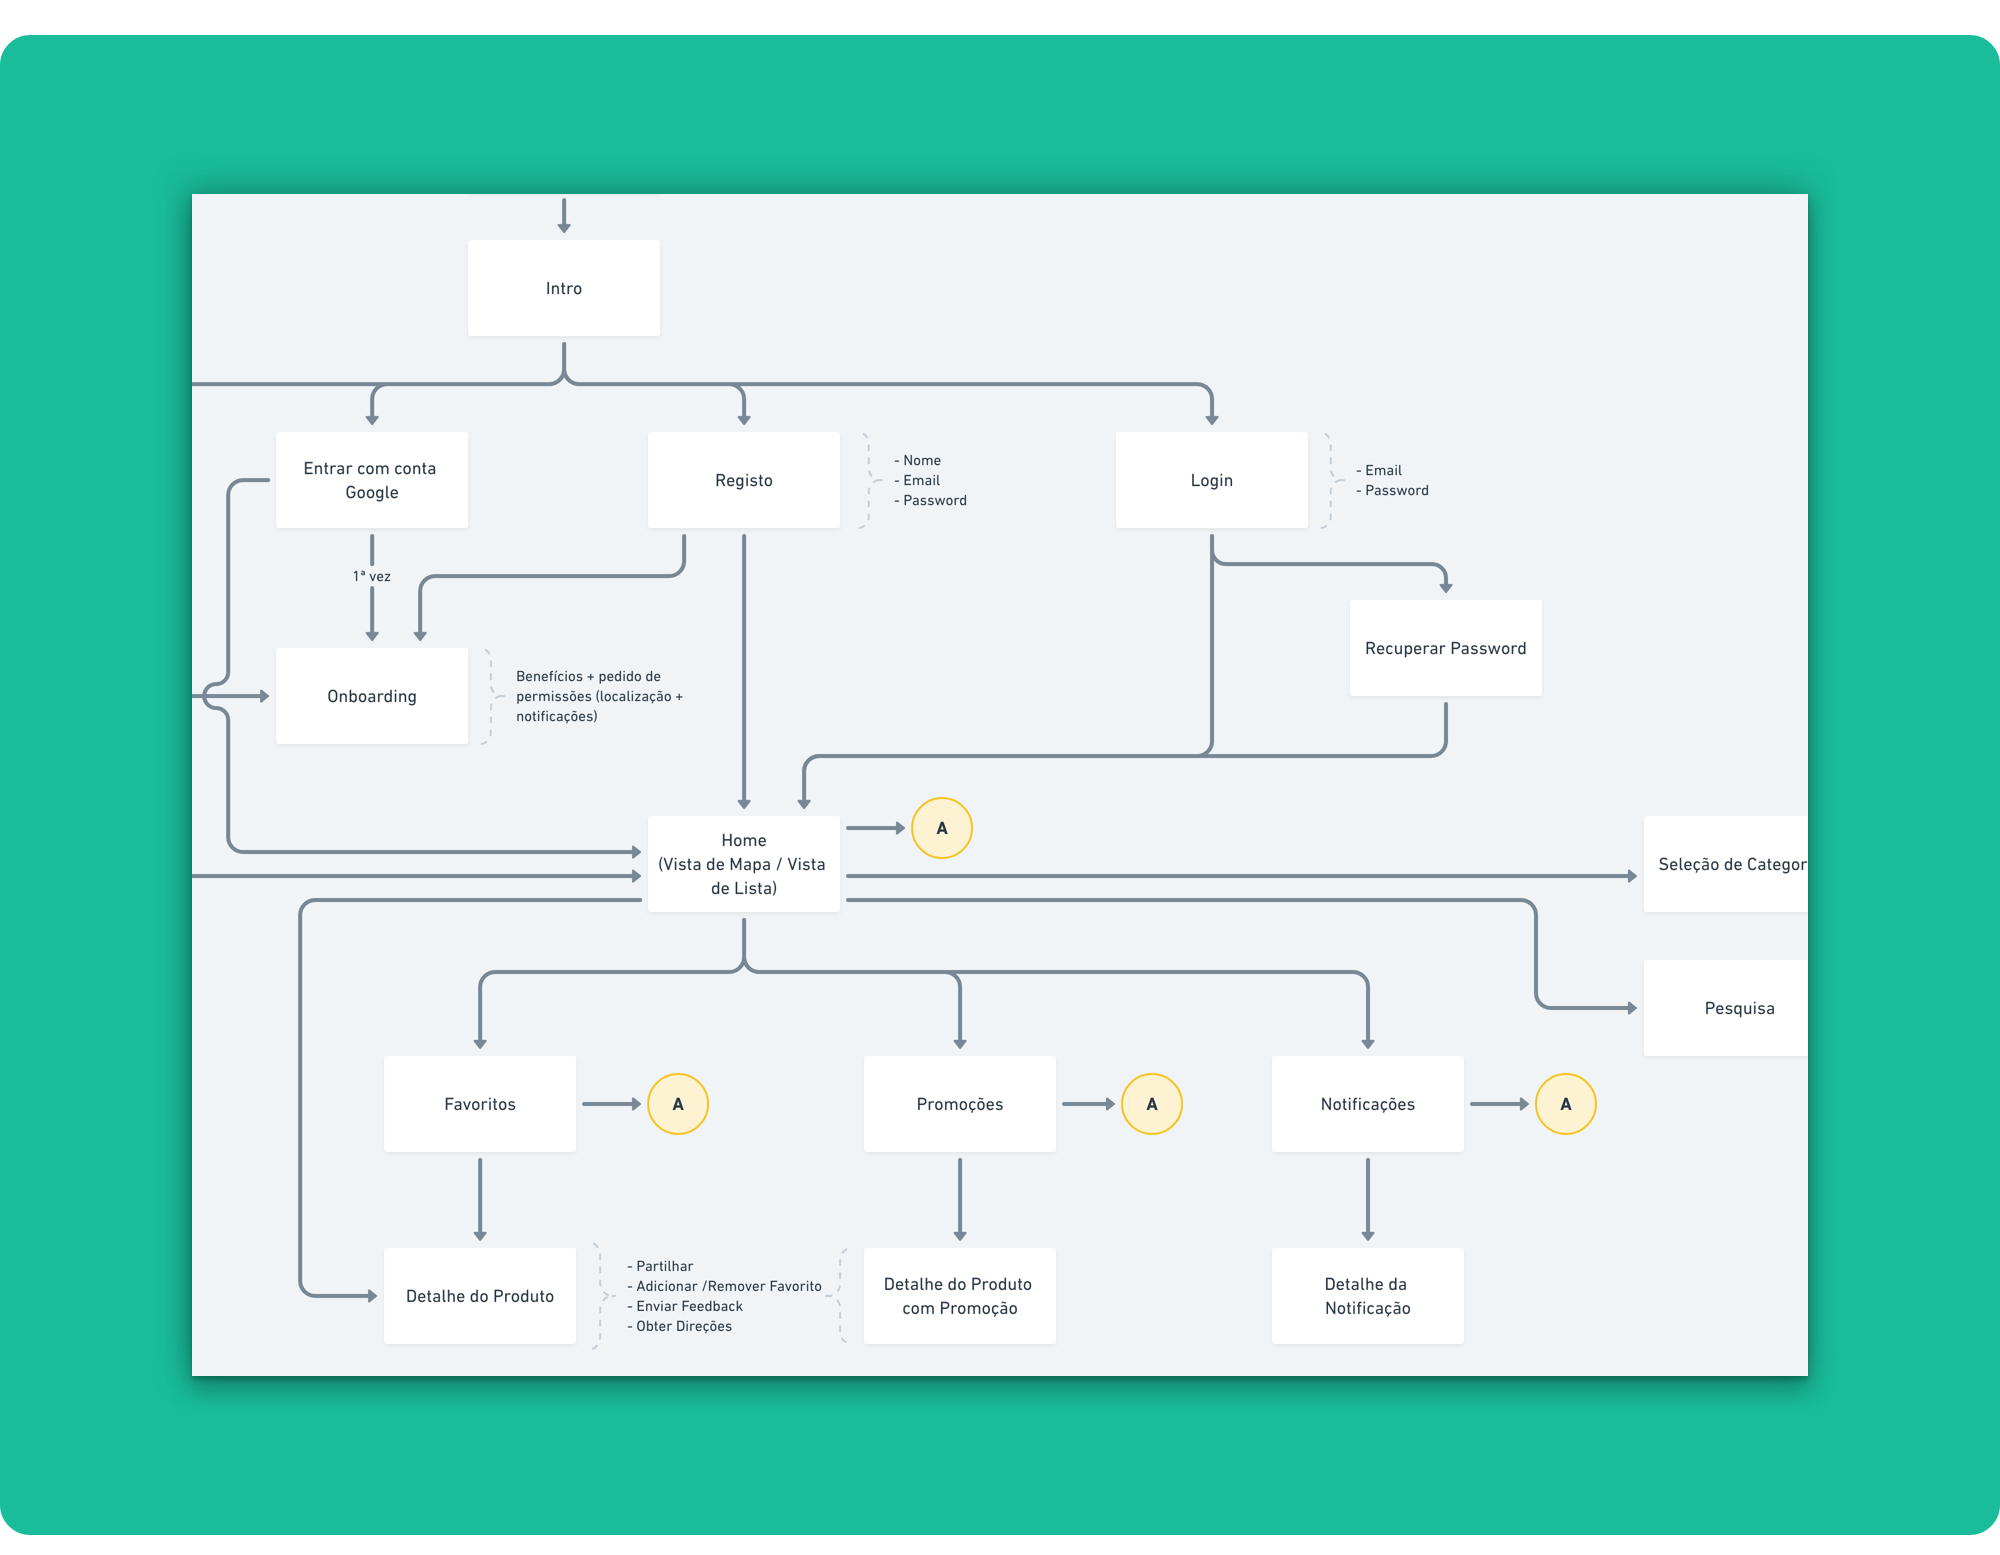 Intro
Entrar com conta
Google
Registo
- Nome
- Email
- Password
Login
- Email
- Password
1ª vez
Recuperar Password
Onboarding
Benefícios + pedido de
permissões (localização +
notificações)
Home
(Vista de Mapa / Vista
de Lista)
A
Seleção de Categor
Pesquisa
Favoritos
A
Promoções
A
Notificações
A
Detalhe do Produto
- Partilhar
- Adicionar /Remover Favorito
- Enviar Feedback
- Obter Direções
Detalhe do Produto
com Promoção
Detalhe da
Notificação